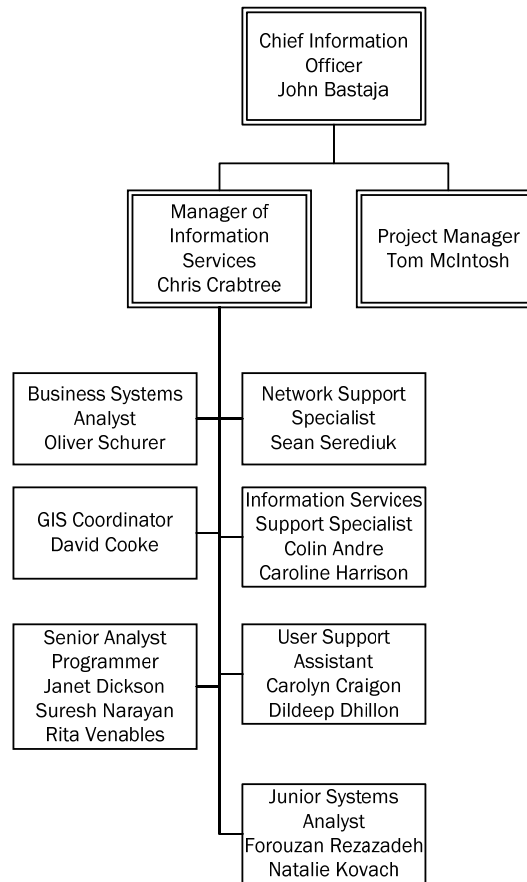 Chief Information
Officer
John Bastaja
Manager of
Information
Services
Chris Crabtree
Project Manager
Tom McIntosh
Business Systems
Analyst
Oliver Schurer
Network Support
Specialist
Sean Serediuk
GIS Coordinator
David Cooke
Information Services
Support Specialist
Colin Andre
Caroline Harrison
Senior Analyst
Programmer
Janet Dickson
Suresh Narayan
Rita Venables
User Support
Assistant
Carolyn Craigon
Dildeep Dhillon
Junior Systems
Analyst
Forouzan Rezazadeh
Natalie Kovach